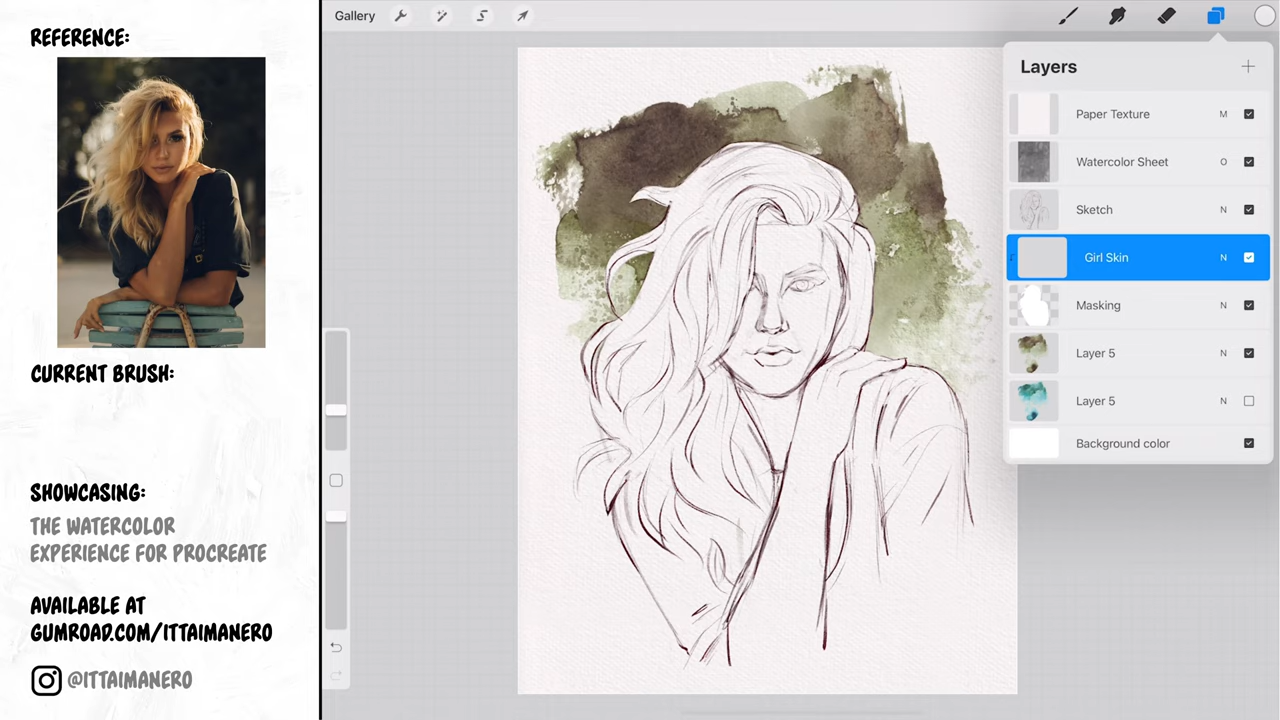 REFERENCE:
CURRENT BRUSH:
SHOWCASING:
THE WATERCOLOR
EXPERIENCE FOR PROCREATE
AVAILABLE AT
GUMROAD.COM/ITTAIMANERO
@ITTAIMANERO
Gallery
Layers
Paper Texture M
Watercolor Sheet O
Sketch N
Girl Skin N
Masking N
Layer 5 N
Layer 5 N
Background color